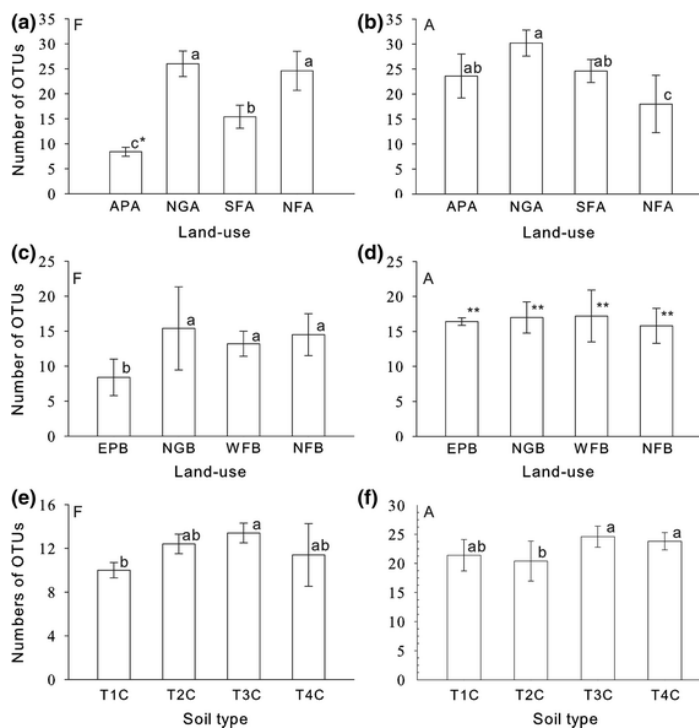 (a) F
Number of OTUs
35
30
25
20
15
10
5
0
c*
a
b
a
APA NGA SFA NFA
Land-use
(b) A
40
35
30
25
20
15
10
5
0
ab
a
ab
c
APA NGA SFA NFA
Land-use
(c) F
Number of OTUs
25
20
15
10
5
0
b
a
a
a
EPB NGB WFB NFB
Land-use
(d) A
25
20
15
10
5
0
**
**
**
**
EPB NGB WFB NFB
Land-use
(e) F
Numbers of OTUs
16
12
8
4
0
b
ab
a
ab
T1C T2C T3C T4C
Soil type
(f) A
30
25
20
15
10
5
0
ab
b
a
a
T1C T2C T3C T4C
Soil type